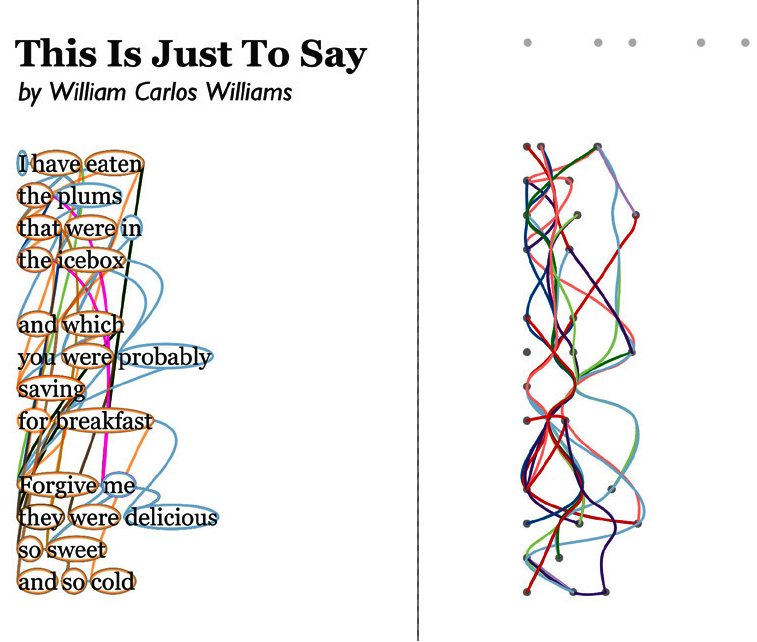 This Is Just To Say
by William Carlos Williams
I have eaten
the plums
that were in
the icebox
and which
you were probably
saving
for breakfast
Forgive me
they were delicious
so sweet
and so cold